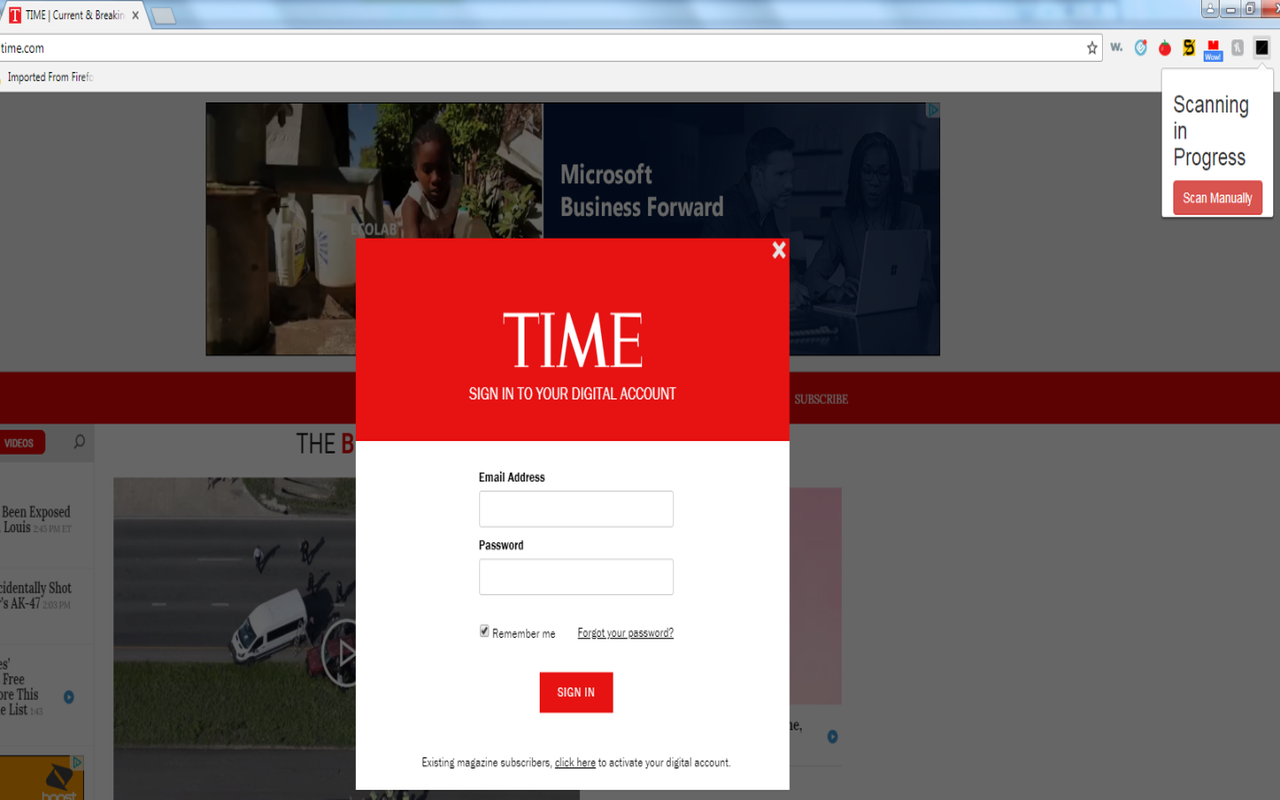 TIME | Current & Breakin
time.com
Imported From Firefo
Wow!
Scanning
in
Progress
Scan Manually
Microsoft
Business Forward
ECOLAB
TIME
SIGN IN TO YOUR DIGITAL ACCOUNT
SUBSCRIBE
VIDEOS
THE B
Been Exposed
Louis 2:45 PM ET
cidentally Shot
's AK-47 2:03 PM
es'
Free
ore This
e List 1:43
Email Address
Password
Remember me Forgot your password?
SIGN IN
ne,
Existing magazine subscribers, click here to activate your digital account.
boost